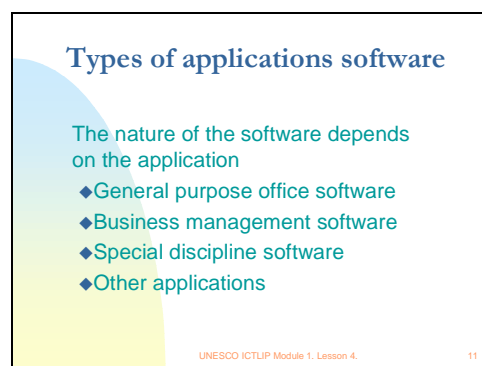 Types of applications software
The nature of the software depends
on the application
◆General purpose office software
◆Business management software
◆Special discipline software
◆Other applications
UNESCO ICTLIP Module 1. Lesson 4.
11